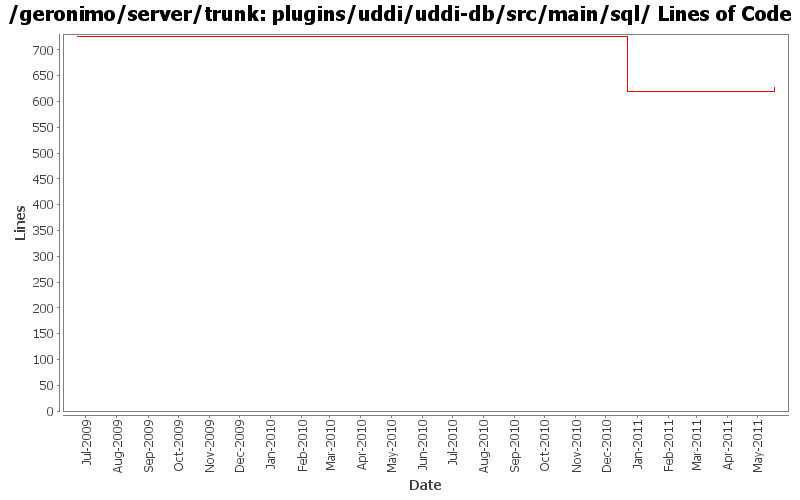 /geronimo/server/trunk: plugins/uddi/uddi-db/src/main/sql/ Lines of Code
700
650
600
550
500
450
400
350
300
250
200
150
100
50
0
Lines
Jul-2009
Aug-2009
Sep-2009
Oct-2009
Nov-2009
Dec-2009
Jan-2010
Feb-2010
Mar-2010
Apr-2010
May-2010
Jun-2010
Jul-2010
Aug-2010
Sep-2010
Oct-2010
Nov-2010
Dec-2010
Jan-2011
Feb-2011
Mar-2011
Apr-2011
May-2011
Date